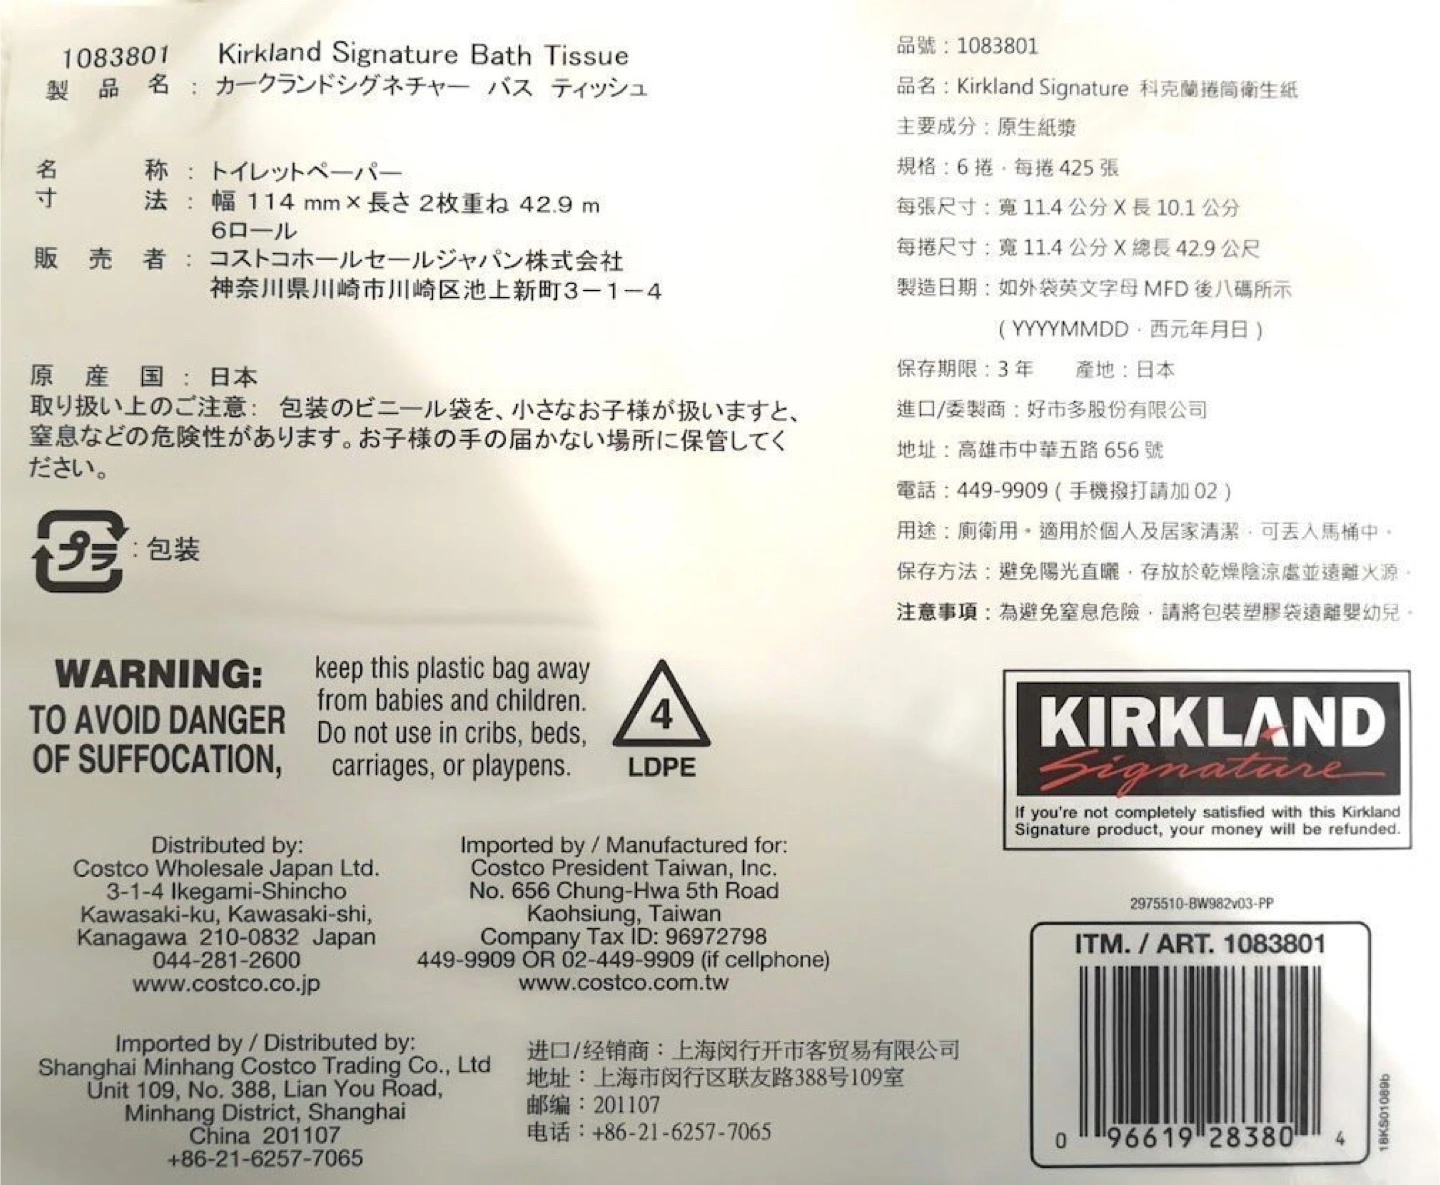 1083801 Kirkland Signature Bath Tissue
製品名：カークランドシグネチャー バス ティッシュ
名称：トイレットペーパー
寸法：幅 114 mm×長さ 2枚重ね 42.9 m
6ロール
販売者：コストコホールセールジャパン株式会社
神奈川県川崎市川崎区池上新町3－1－4
原産国：日本
取り扱い上のご注意： 包装のビニール袋を、小さなお子様が扱いますと、
窒息などの危険性があります。お子様の手の届かない場所に保管してく
ださい。
プラ：包装
品號：1083801
品名：Kirkland Signature 科克蘭捲筒衛生紙
主要成分：原生紙漿
規格：6 捲，每捲 425 張
每張尺寸：寬 11.4 公分 X 長 10.1 公分
每捲尺寸：寬 11.4 公分 X 總長 42.9 公尺
製造日期：如外袋英文字母 MFD 後八碼所示
(YYYYMMDD，西元年月日)
保存期限：3 年 產地：日本
進口/委製商：好市多股份有限公司
地址：高雄市中華五路 656 號
電話：449-9909 (手機撥打請加 02)
用途：廁衛用。適用於個人及居家清潔，可丟入馬桶中。
保存方法：避免陽光直曬，存放於乾燥陰涼處並遠離火源。
注意事項：為避免窒息危險，請將包裝塑膠袋遠離嬰幼兒。
WARNING:
TO AVOID DANGER
OF SUFFOCATION,
keep this plastic bag away
from babies and children.
Do not use in cribs, beds,
carriages, or playpens.
4
LDPE
KIRKLAND
Signature
If you're not completely satisfied with this Kirkland
Signature product, your money will be refunded.
Distributed by:
Costco Wholesale Japan Ltd.
3-1-4 Ikegami-Shincho
Kawasaki-ku, Kawasaki-shi,
Kanagawa 210-0832 Japan
044-281-2600
www.costco.co.jp
Imported by / Manufactured for:
Costco President Taiwan, Inc.
No. 656 Chung-Hwa 5th Road
Kaohsiung, Taiwan
Company Tax ID: 96972798
449-9909 OR 02-449-9909 (if cellphone)
www.costco.com.tw
Imported by / Distributed by:
Shanghai Minhang Costco Trading Co., Ltd
Unit 109, No. 388, Lian You Road,
Minhang District, Shanghai
China 201107
+86-21-6257-7065
进口/经销商：上海闵行开市客贸易有限公司
地址：上海市闵行区联友路388号109室
邮编：201107
电话：+86-21-6257-7065
2975510-BW982v03-PP
ITM. / ART. 1083801
0 96619 28380 4
18KS01089b